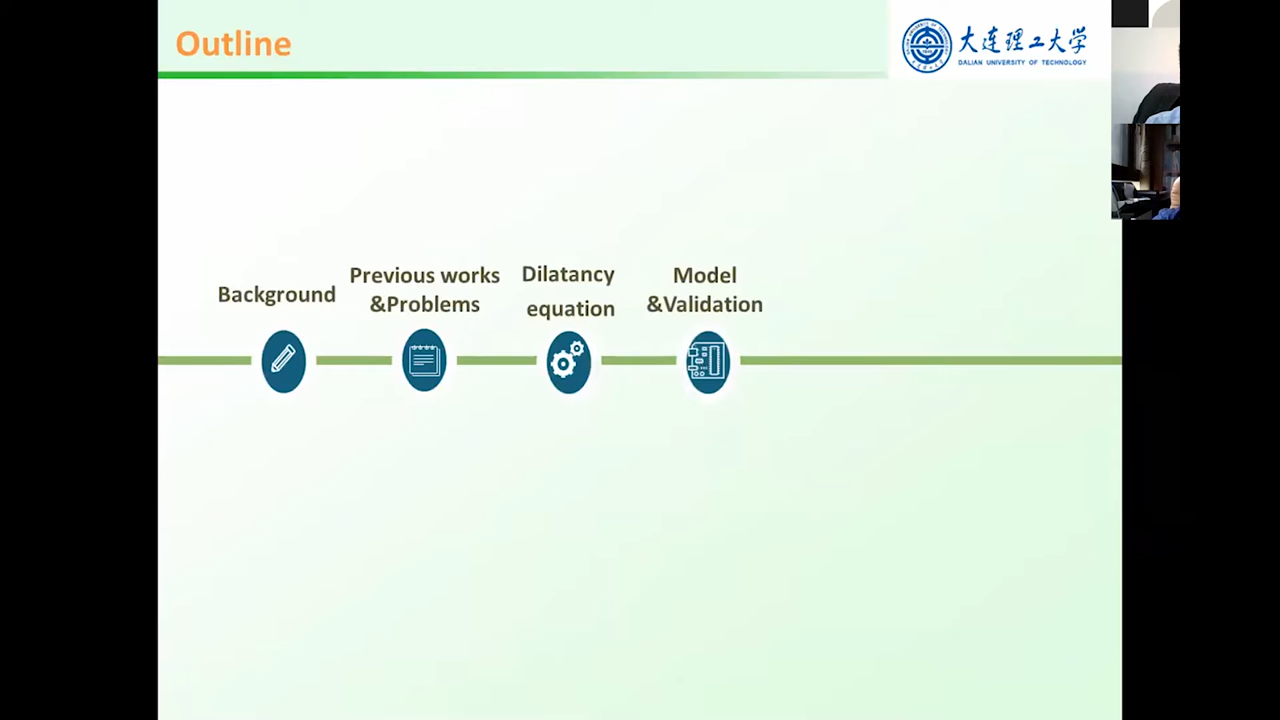 Outline
大连理工大学
DALIAN UNIVERSITY OF TECHNOLOGY
Background
Previous works
&Problems
Dilatancy
equation
Model
&Validation